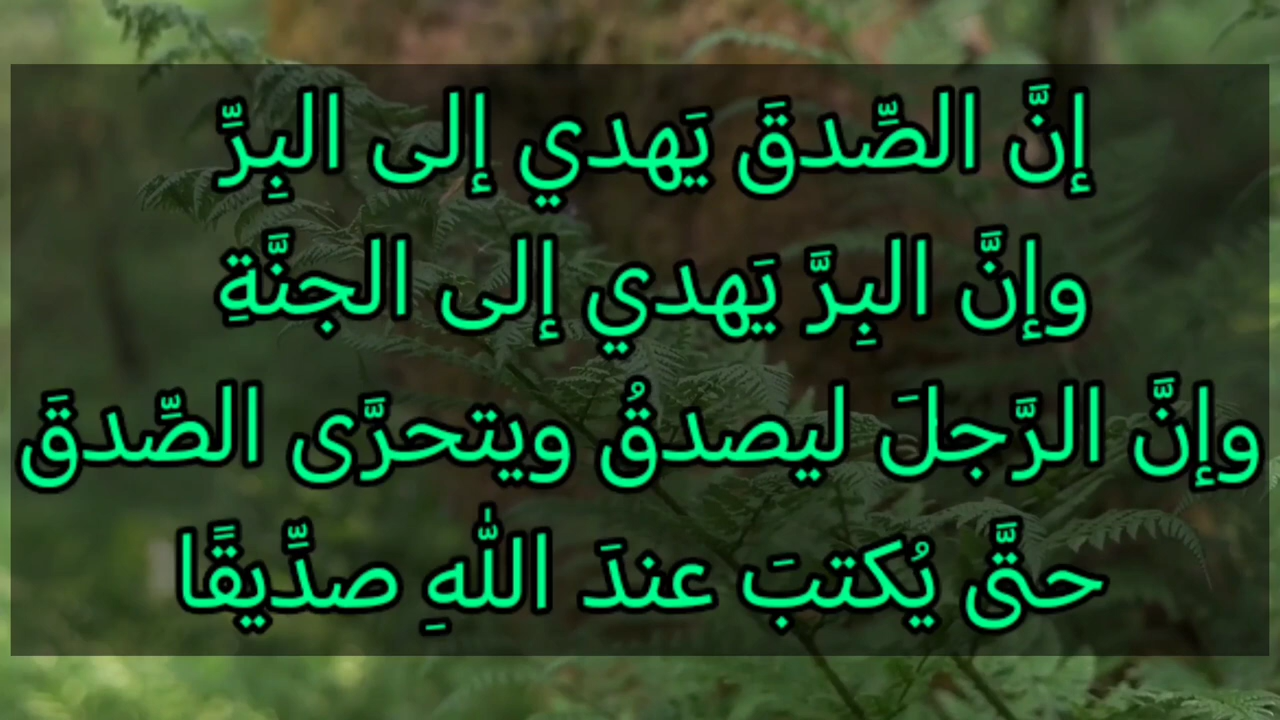 إنَّ الصِّدقَ يَهدي إلى البِرِّ
وإنَّ البِرَّ يَهدي إلى الجنَّةِ
وإنَّ الرَّجلَ ليصدقُ ويتحرَّى الصِّدقَ
حتَّى يُكتبَ عندَ اللَّهِ صدِّيقًا